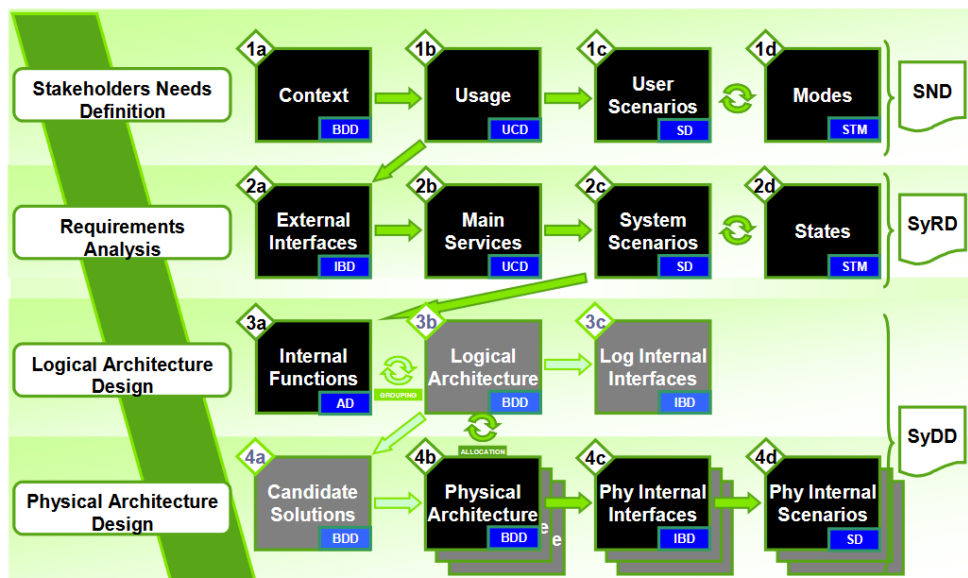 1a
1b
1c
1d
Stakeholders Needs
Definition
Context
BDD
Usage
UCD
User
Scenarios
SD
Modes
STM
SND
2a
2b
2c
2d
Requirements
Analysis
External
Interfaces
IBD
Main
Services
UCD
System
Scenarios
SD
States
STM
SyRD
3a
3b
3c
Logical Architecture
Design
Internal
Functions
AD
GROUPING
Logical
Architecture
BDD
Log Internal
Interfaces
IBD
SyDD
ALLOCATION
4a
4b
4c
4d
Physical Architecture
Design
Candidate
Solutions
BDD
Physical
Architecture
BDD
e
e
Phy Internal
Interfaces
IBD
Phy Internal
Scenarios
SD